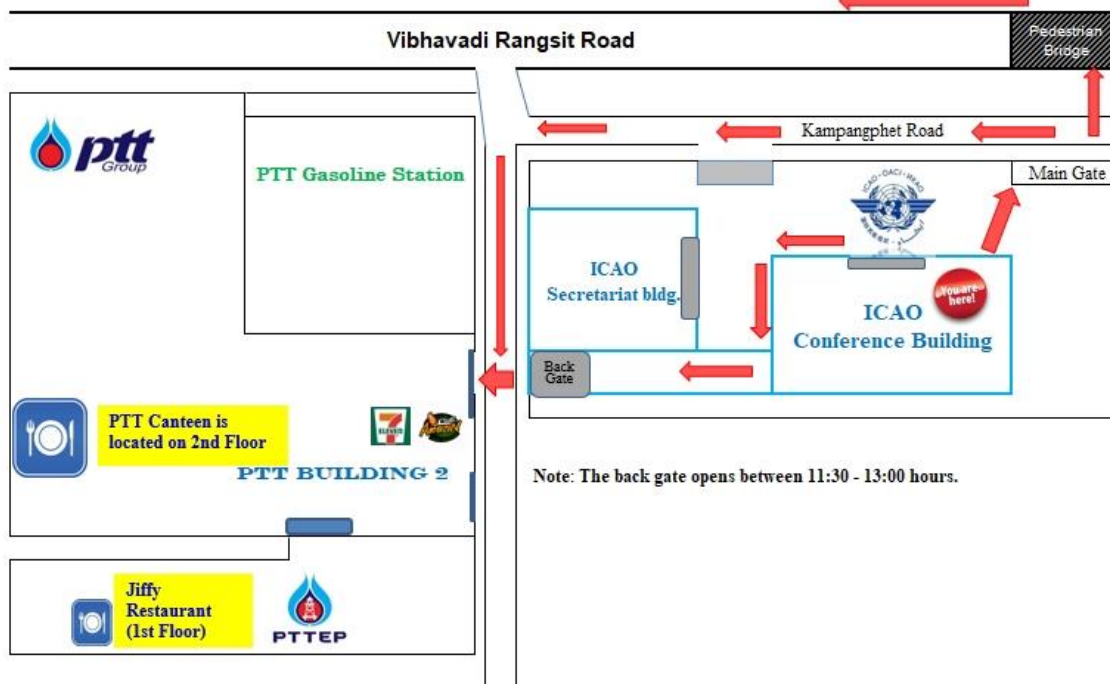 Vibhavadi Rangsit Road
Pedestrian
Bridge
Kampangphet Road
Main Gate
ptt
Group
PTT Gasoline Station
ICAO
Secretariat bldg.
You are
here!
ICAO
Conference Building
Back
Gate
PTT Canteen is
located on 2nd Floor
7
ELEVEN
PTT BUILDING 2
Note: The back gate opens between 11:30 - 13:00 hours.
Jiffy
Restaurant
(1st Floor)
PTTEP